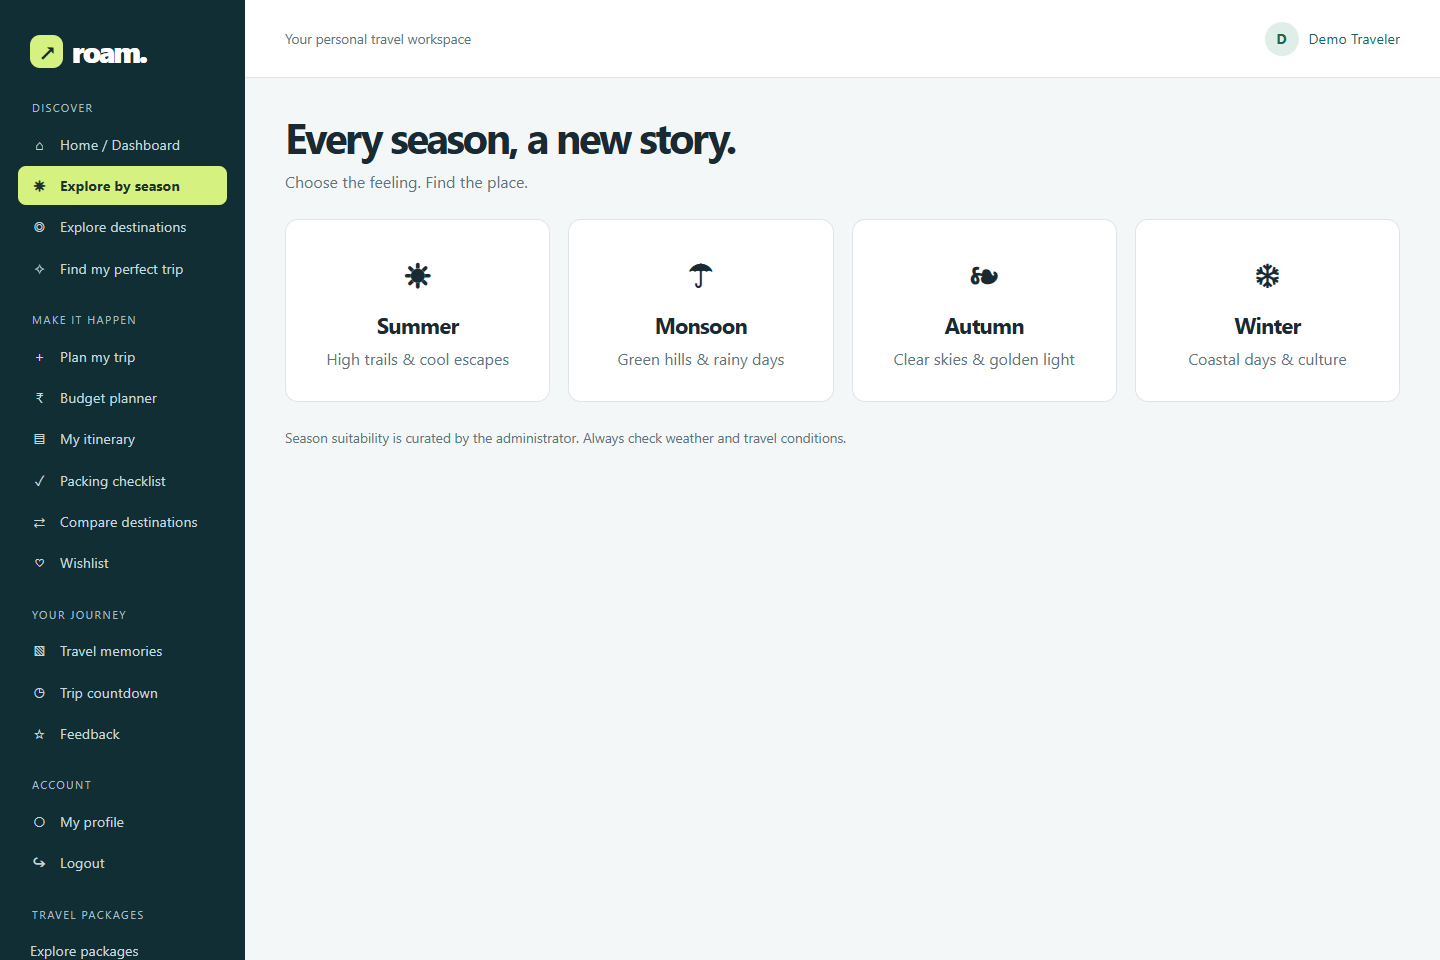 roam.
DISCOVER
Home / Dashboard
Explore by season
Explore destinations
Find my perfect trip
MAKE IT HAPPEN
Plan my trip
₹ Budget planner
My itinerary
Packing checklist
Compare destinations
Wishlist
YOUR JOURNEY
Travel memories
Trip countdown
Feedback
ACCOUNT
My profile
Logout
TRAVEL PACKAGES
Explore packages
Your personal travel workspace
D Demo Traveler
Every season, a new story.
Choose the feeling. Find the place.
Summer
High trails & cool escapes
Monsoon
Green hills & rainy days
Autumn
Clear skies & golden light
Winter
Coastal days & culture
Season suitability is curated by the administrator. Always check weather and travel conditions.